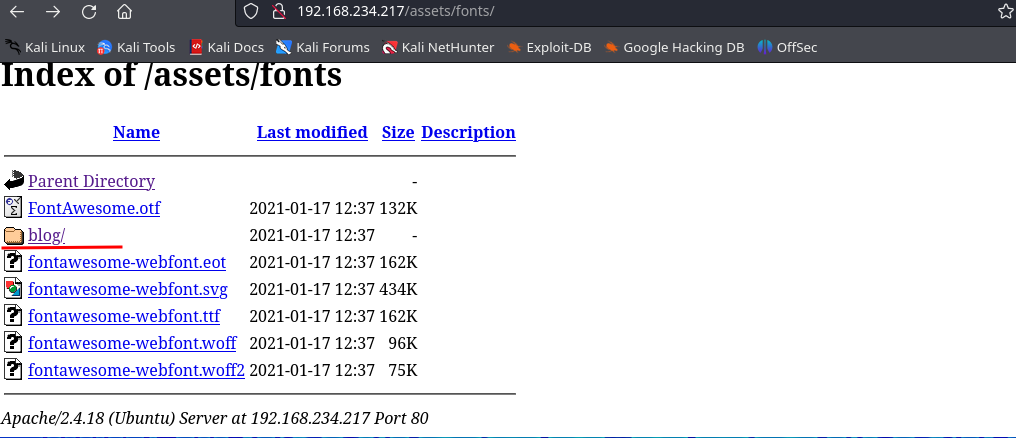 192.168.234.217/assets/fonts/
Kali Linux Kali Tools Kali Docs Kali Forums Kali NetHunter Exploit-DB Google Hacking DB OffSec
Index of /assets/fonts
Name Last modified Size Description
Parent Directory -
FontAwesome.otf 2021-01-17 12:37 132K
blog/ 2021-01-17 12:37 -
fontawesome-webfont.eot 2021-01-17 12:37 162K
fontawesome-webfont.svg 2021-01-17 12:37 434K
fontawesome-webfont.ttf 2021-01-17 12:37 162K
fontawesome-webfont.woff 2021-01-17 12:37 96K
fontawesome-webfont.woff2 2021-01-17 12:37 75K
Apache/2.4.18 (Ubuntu) Server at 192.168.234.217 Port 80